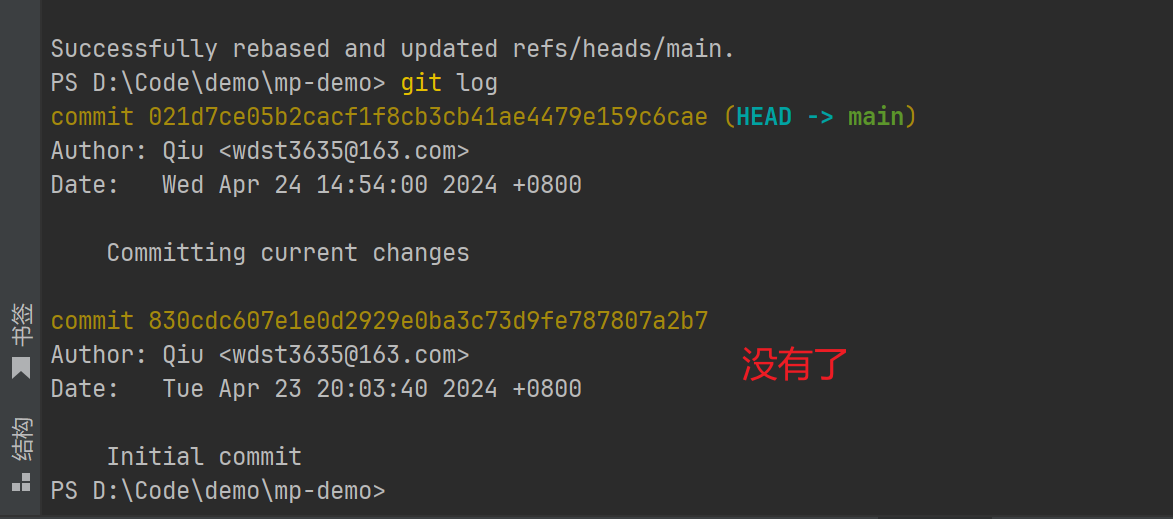 Successfully rebased and updated refs/heads/main.
PS D:\Code\demo\mp-demo> git log
commit 021d7ce05b2cacf1f8cb3cb41ae4479e159c6cae (HEAD -> main)
Author: Qiu <wdst3635@163.com>
Date:   Wed Apr 24 14:54:00 2024 +0800
Committing current changes
commit 830cdc607e1e0d2929e0ba3c73d9fe787807a2b7
Author: Qiu <wdst3635@163.com>
没有了
Date:   Tue Apr 23 20:03:40 2024 +0800
Initial commit
PS D:\Code\demo\mp-demo>
书签
结构